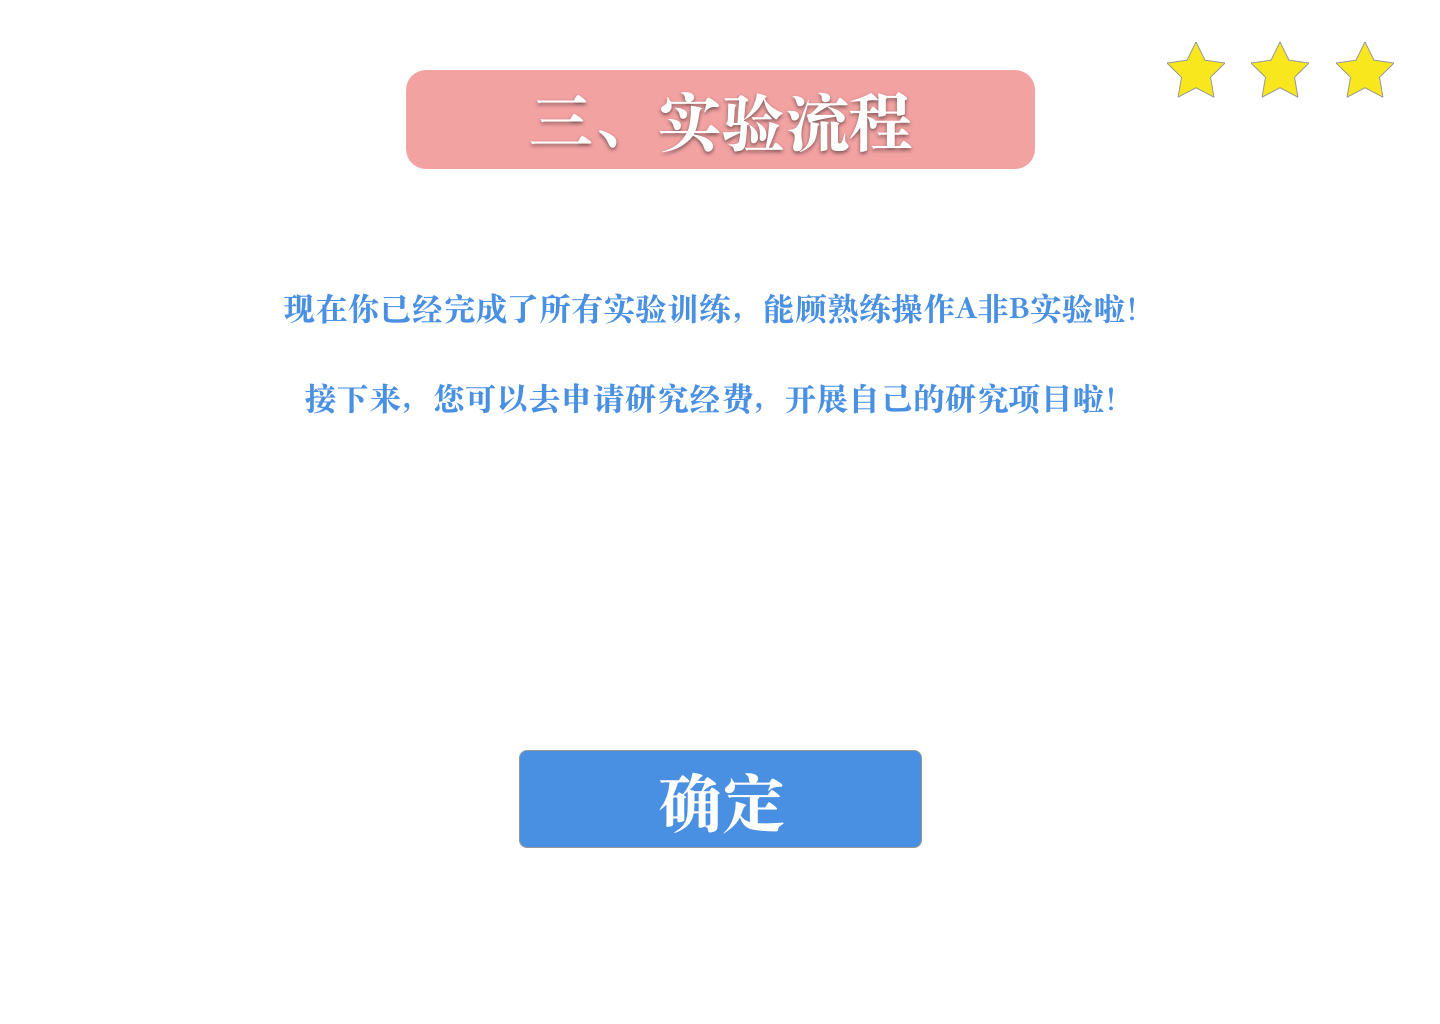 三、实验流程
现在你已经完成了所有实验训练，能顾熟练操作A非B实验啦！
接下来，您可以去申请研究经费，开展自己的研究项目啦！
确定